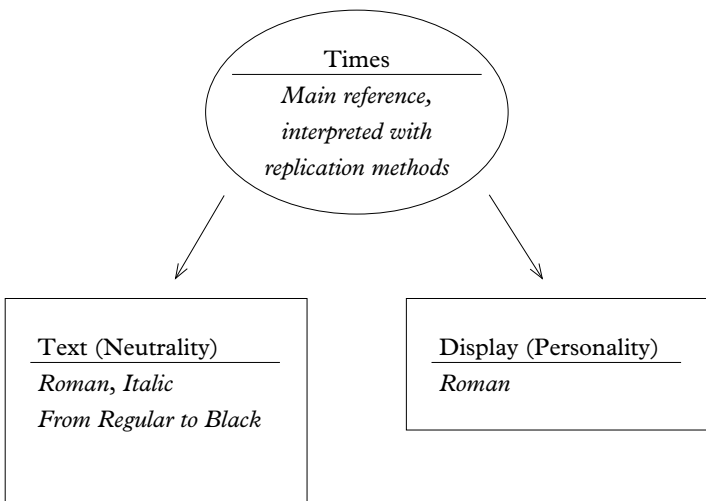 Times
Main reference,
interpreted with
replication methods
Text (Neutrality)
Roman, Italic
From Regular to Black
Display (Personality)
Roman